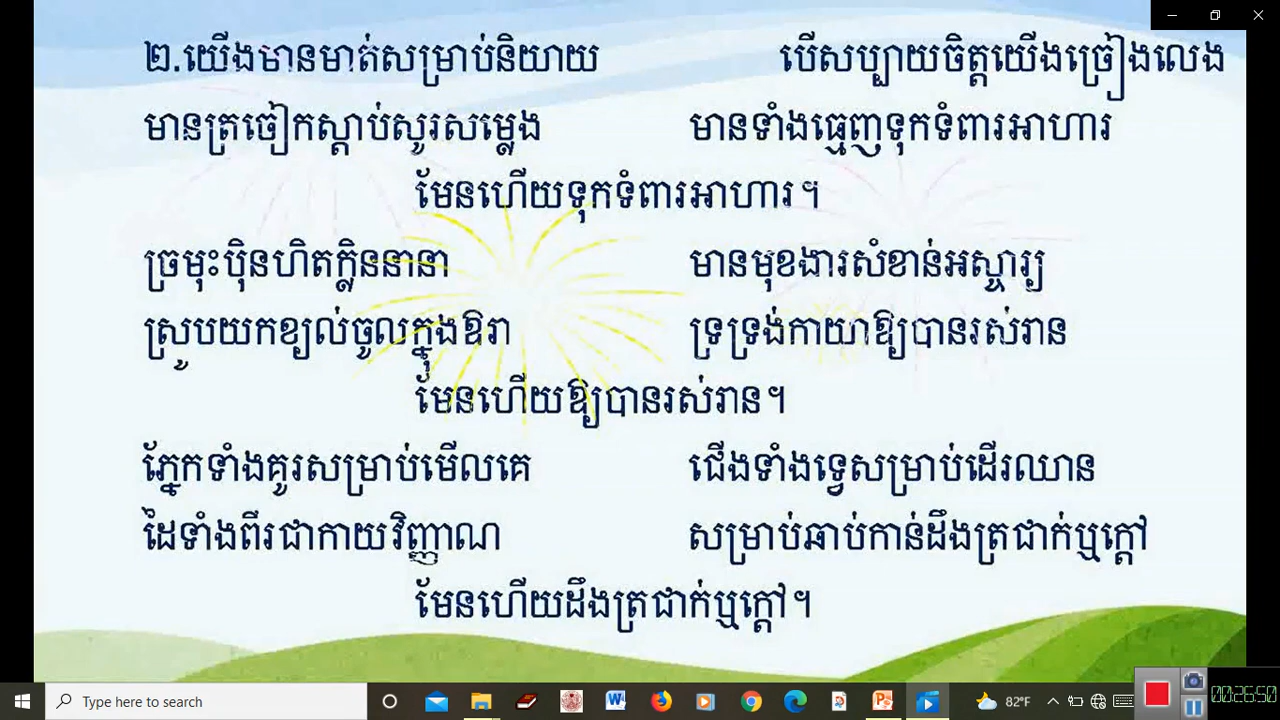 ២.យើងមានមាត់សម្រាប់និយាយ បើសប្បាយចិត្តយើងច្រៀងលេង
មានត្រចៀកស្តាប់សូរសម្លេង មានទាំងធ្មេញទុកទំពារអាហារ
មែនហើយទុកទំពារអាហារ។
ច្រមុះប៉ិនហិតក្លិននានា មានមុខងារសំខាន់អស្ចារ្យ
ស្រូបយកខ្យល់ចូលក្នុងឱរា ទ្រទ្រង់កាយាឱ្យបានរស់រាន
មែនហើយឱ្យបានរស់រាន។
ភ្នែកទាំងគូរសម្រាប់មើលគេ ជើងទាំងទ្វេសម្រាប់ដើរឈាន
ដៃទាំងពីរជាកាយវិញ្ញាណ សម្រាប់ឆាប់កាន់ដឹងត្រជាក់ឬក្តៅ
មែនហើយដឹងត្រជាក់ឬក្តៅ។
Type here to search
82°F
00:26:50